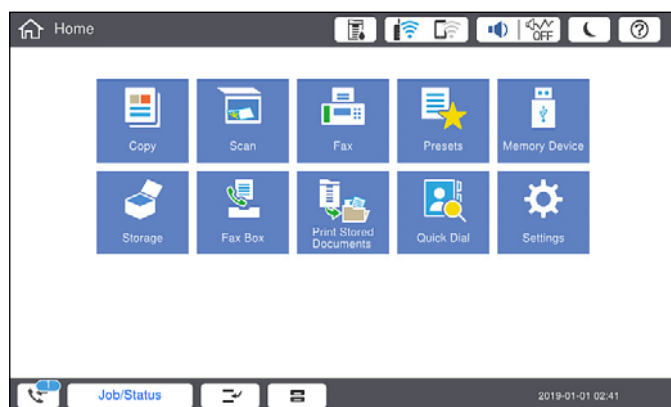 Home
OFF
Copy
Scan
Fax
Presets
Memory Device
Storage
Fax Box
Print Stored
Documents
Quick Dial
Settings
1
Job/Status
2019-01-01 02:41